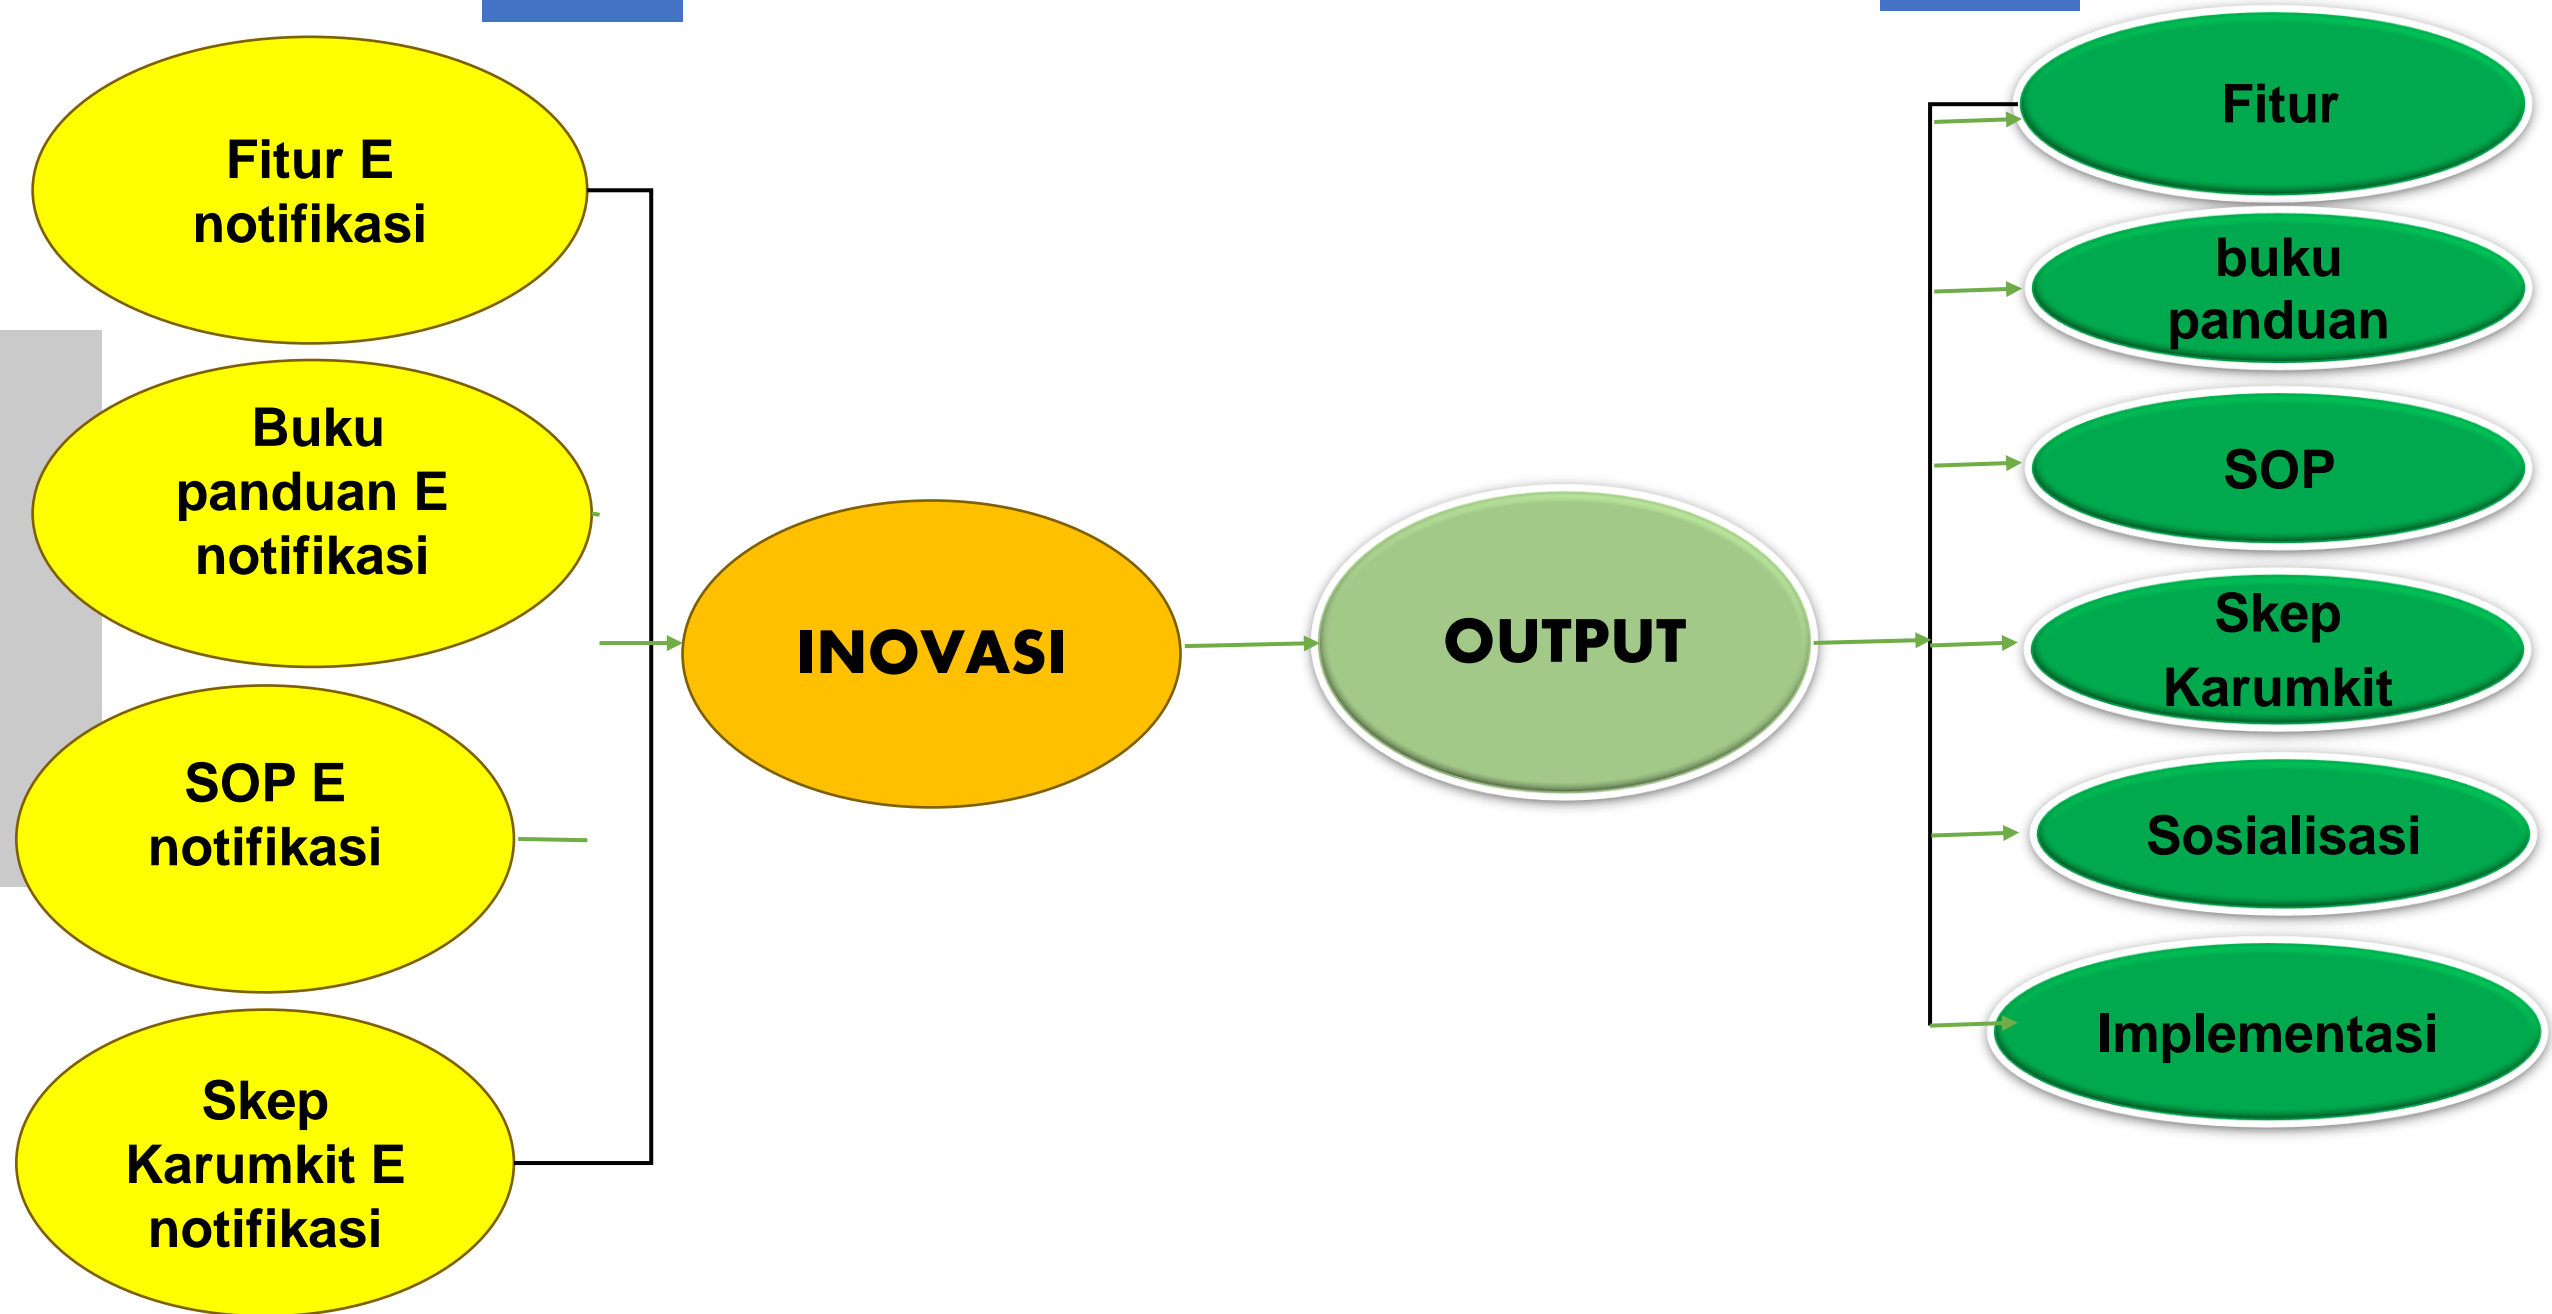 Fitur E
notifikasi
Buku
panduan E
notifikasi
SOP E
notifikasi
Skep
Karumkit E
notifikasi
INOVASI
OUTPUT
Fitur
buku
panduan
SOP
Skep
Karumkit
Sosialisasi
Implementasi